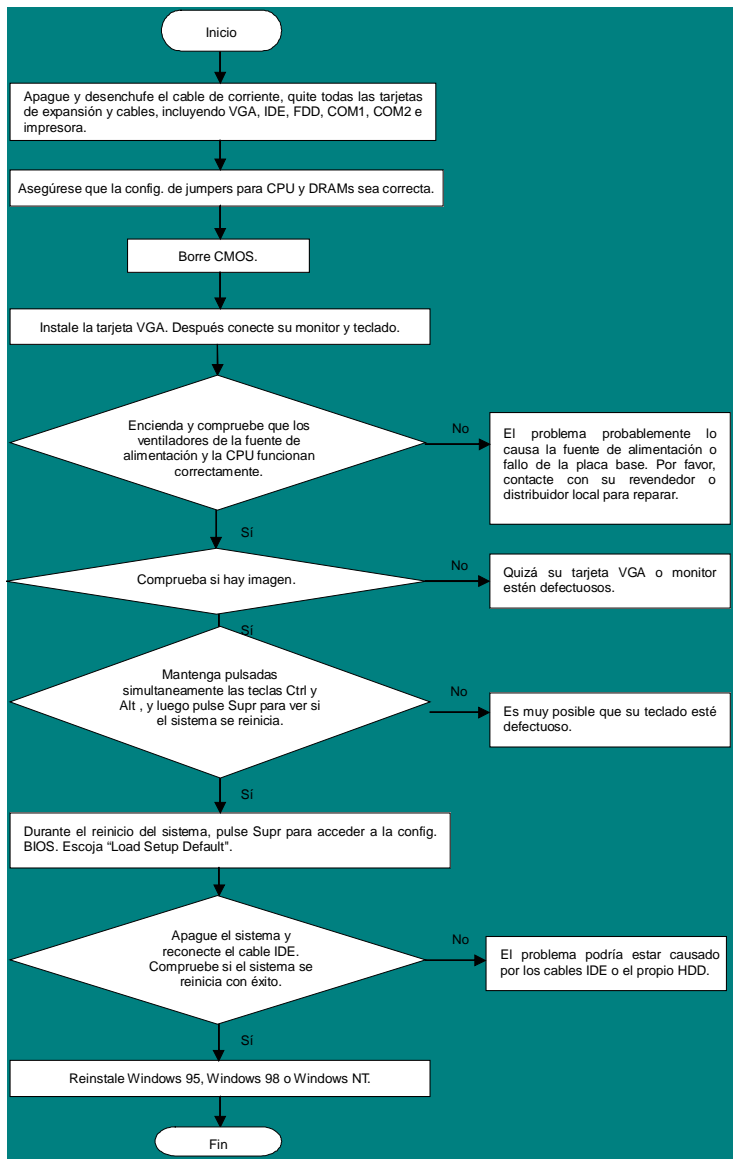 Inicio
Apague y desenchufe el cable de corriente, quite todas las tarjetas
de expansión y cables, incluyendo VGA, IDE, FDD, COM1, COM2 e
impresora.
Asegúrese que la config. de jumpers para CPU y DRAMs sea correcta.
Borre CMOS.
Instale la tarjeta VGA. Después conecte su monitor y teclado.
Encienda y compruebe que los
ventiladores de la fuente de
alimentación y la CPU funcionan
correctamente.
No
El problema probablemente lo
causa la fuente de alimentación o
fallo de la placa base. Por favor,
contacte con su revendedor o
distribuidor local para reparar.
Sí
Comprueba si hay imagen.
No
Quizá su tarjeta VGA o monitor
estén defectuosos.
Sí
Mantenga pulsadas
simultaneamente las teclas Ctrl y
Alt , y luego pulse Supr para ver si
el sistema se reinicia.
No
Es muy posible que su teclado esté
defectuoso.
Sí
Durante el reinicio del sistema, pulse Supr para acceder a la config.
BIOS. Escoja “Load Setup Default”.
Apague el sistema y
reconecte el cable IDE.
Compruebe si el sistema se
reinicia con éxito.
No
El problema podría estar causado
por los cables IDE o el propio HDD.
Sí
Reinstale Windows 95, Windows 98 o Windows NT.
Fin